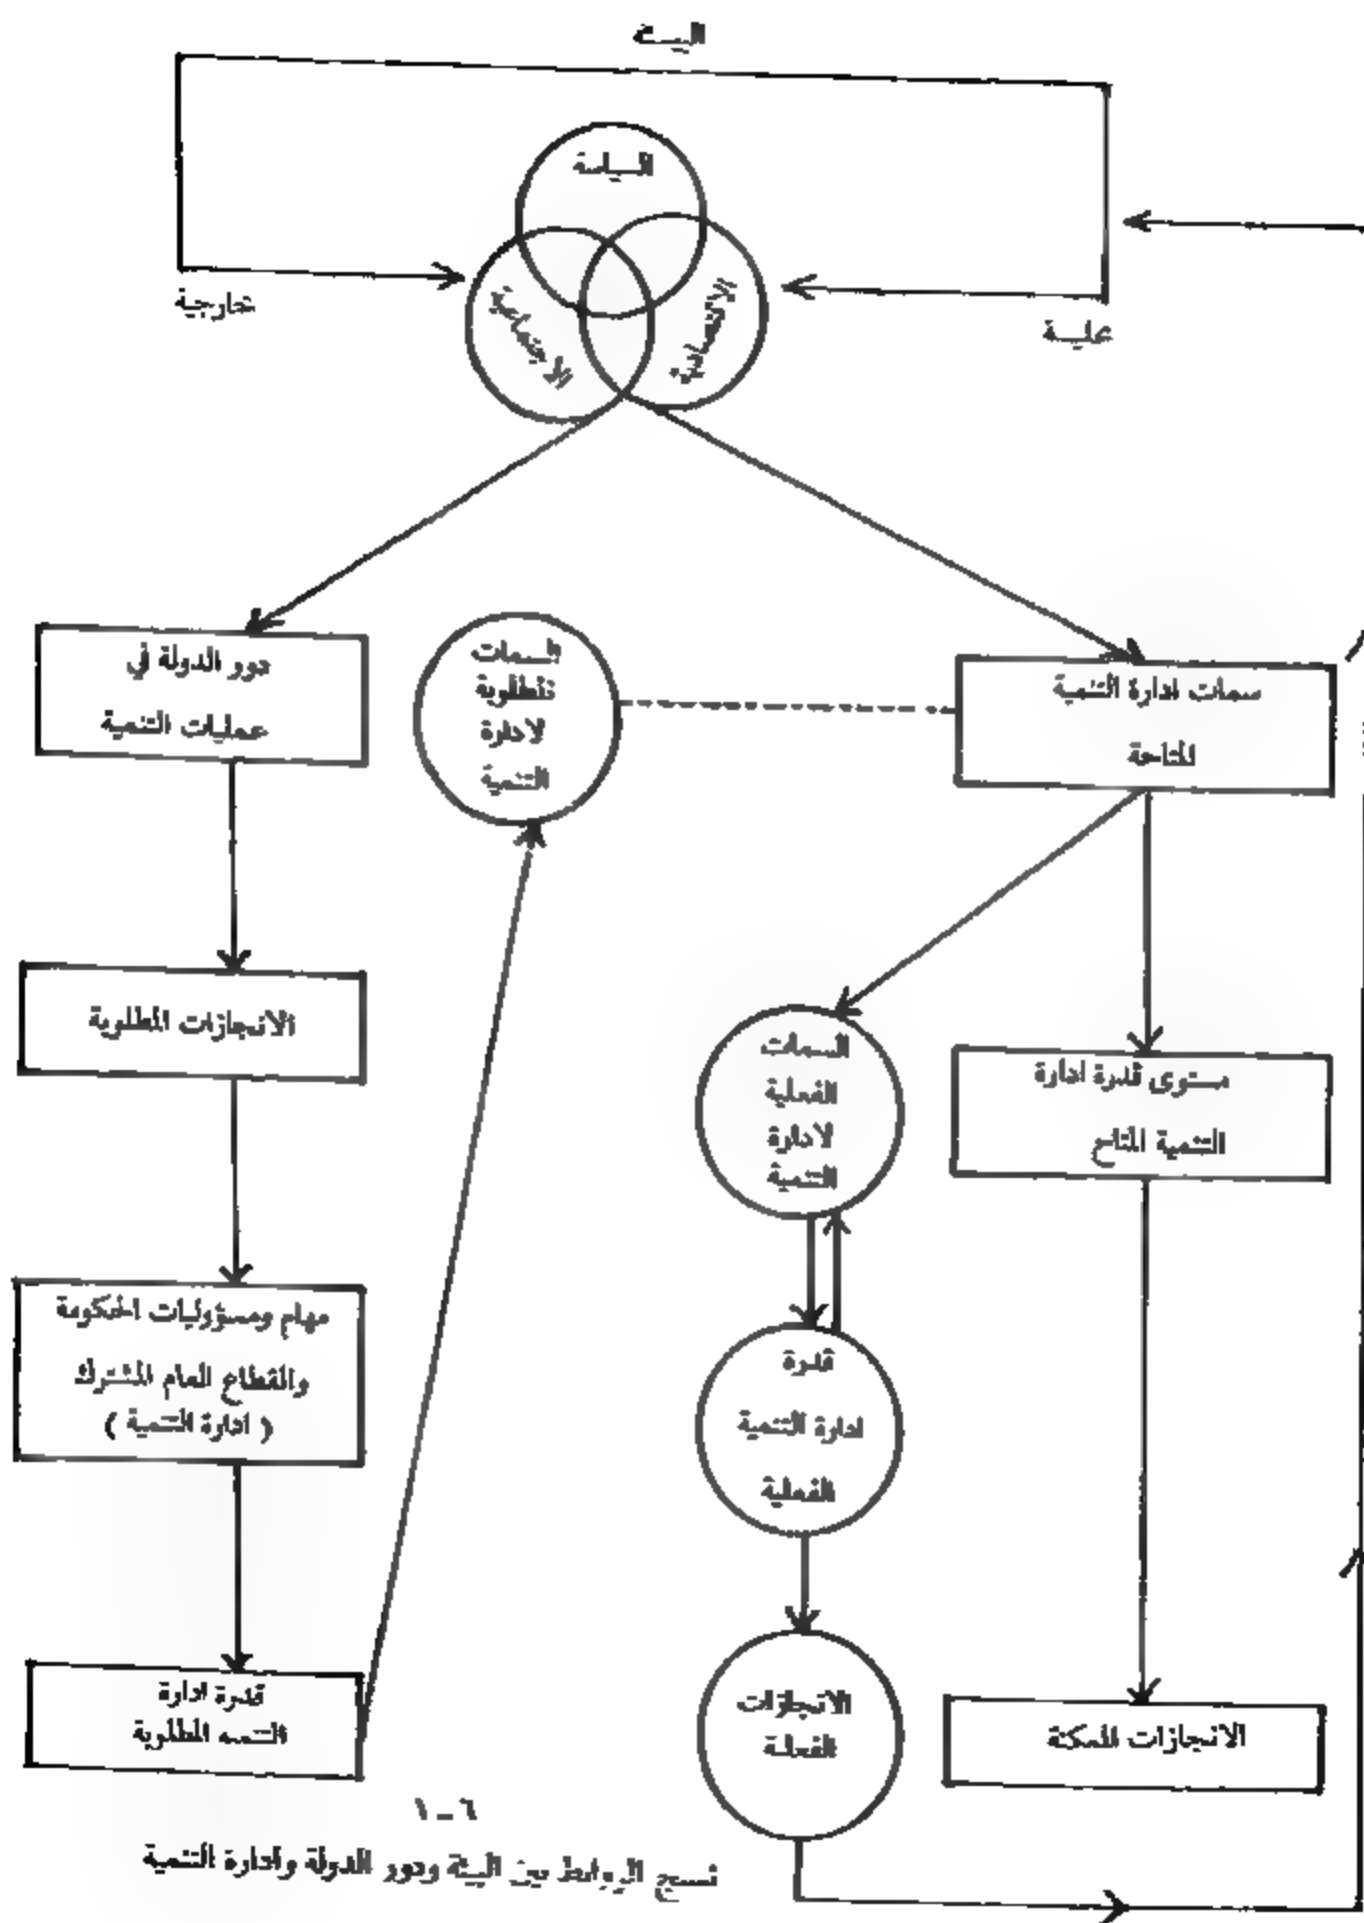 البيئة
السياسة
الاقتصادية
الاجتماعية
خارجية
سمات ادارة التنمية
المتاحة
السمات
المطلوبة
لادارة
التنمية
دور الدولة في
عمليات التنمية
الانجازات المطلوبة
السمات
الفعلية
لادارة
التنمية
مستوى قدرة ادارة
التنمية المتاح
مهام ومسؤوليات الحكومة
والقطاع العام المشترك
( ادارة التنمية )
قدرة
ادارة التنمية
الفعلية
قدرة ادارة
التنمية المطلوبة
الانجازات
الفعلية
الانجازات الممكنة
٦ - ١
نسيج الروابط بين البيئة ودور الدولة وادارة التنمية